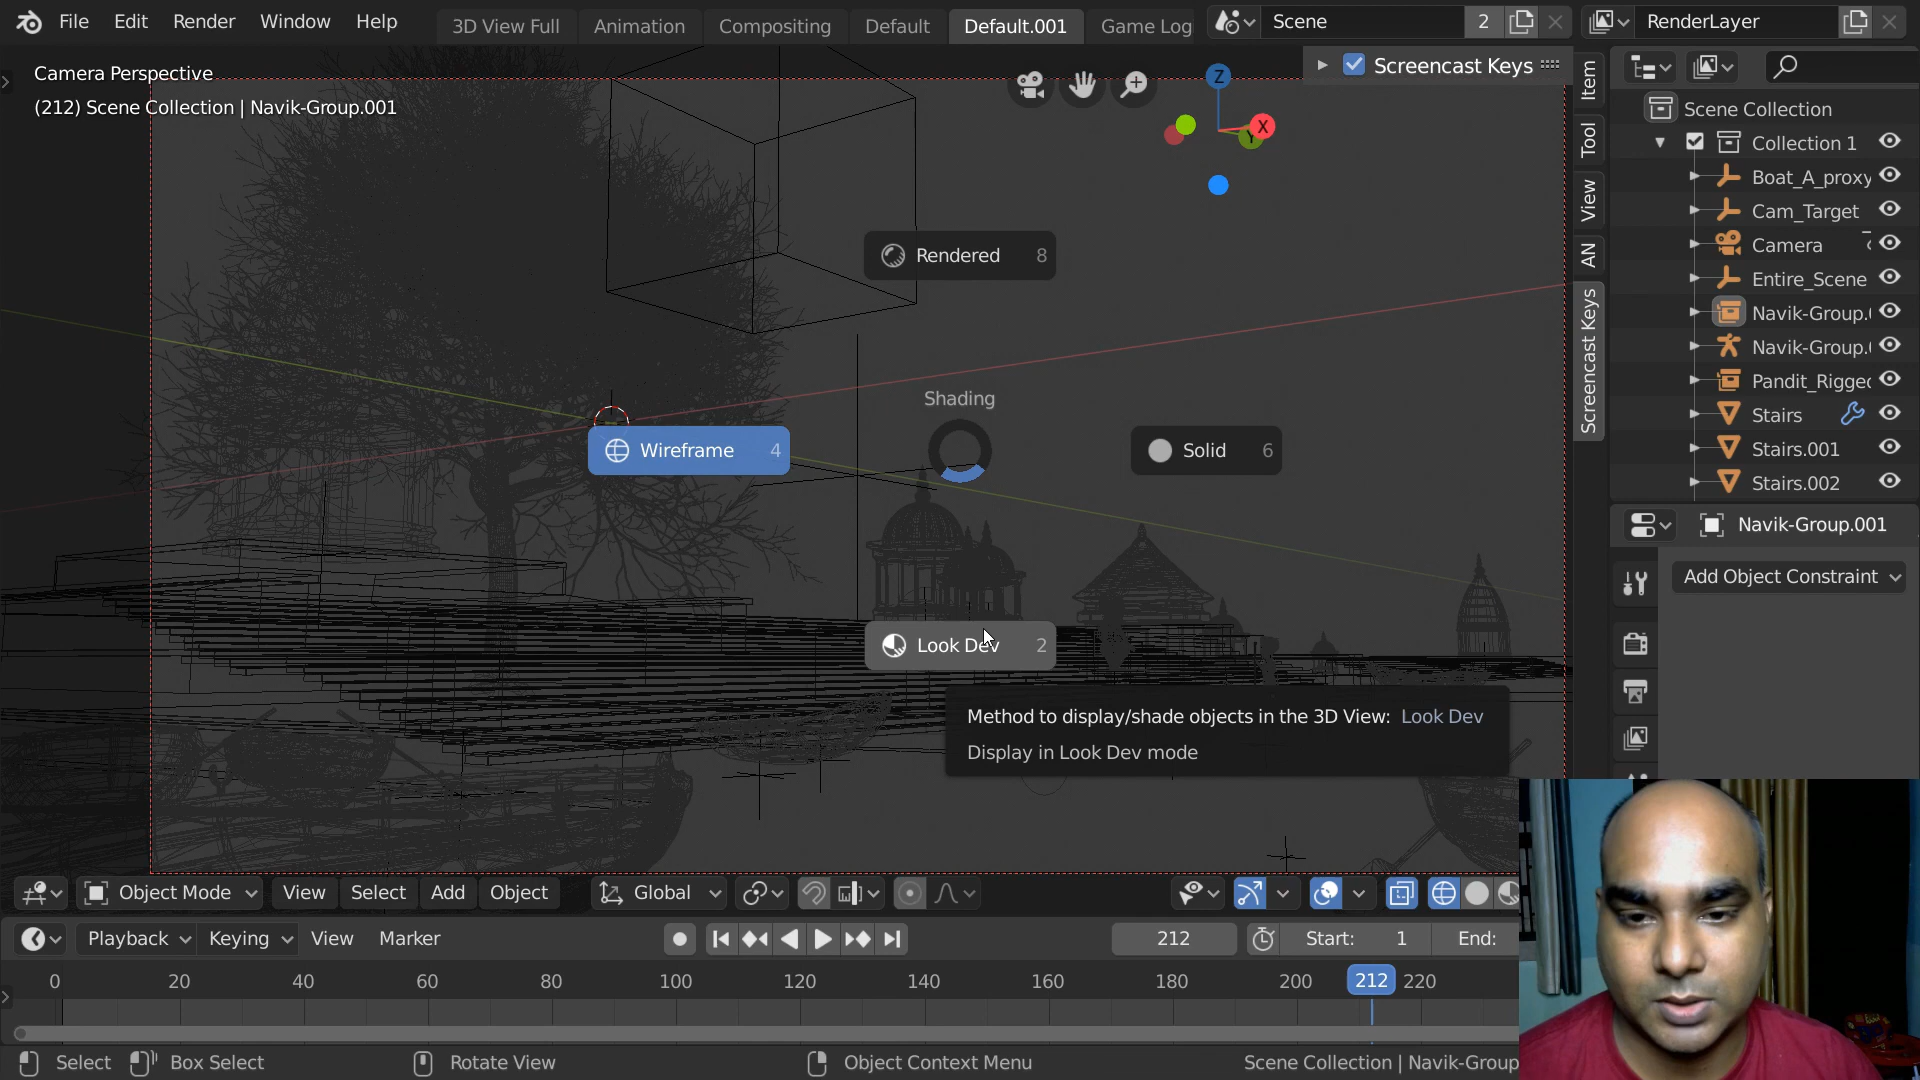 File Edit Render Window Help
3D View Full Animation Compositing Default Default.001 Game Log
Scene 2 RenderLayer
Camera Perspective
(212) Scene Collection | Navik-Group.001
Screencast Keys
Z
X
Y
Item
Tool
View
AN
Screencast Keys
Scene Collection
Collection 1
Boat_A_proxy
Cam_Target
Camera
Entire_Scene
Navik-Group.
Navik-Group.
Pandit_Rigged
Stairs
Stairs.001
Stairs.002
Navik-Group.001
Add Object Constraint
Rendered 8
Shading
Wireframe 4
Solid 6
Look Dev 2
Method to display/shade objects in the 3D View: Look Dev
Display in Look Dev mode
Object Mode View Select Add Object Global
Playback Keying View Marker 212 Start: 1 End:
0 20 40 60 80 100 120 140 160 180 200 212 220
Select Box Select Rotate View Object Context Menu Scene Collection | Navik-Group